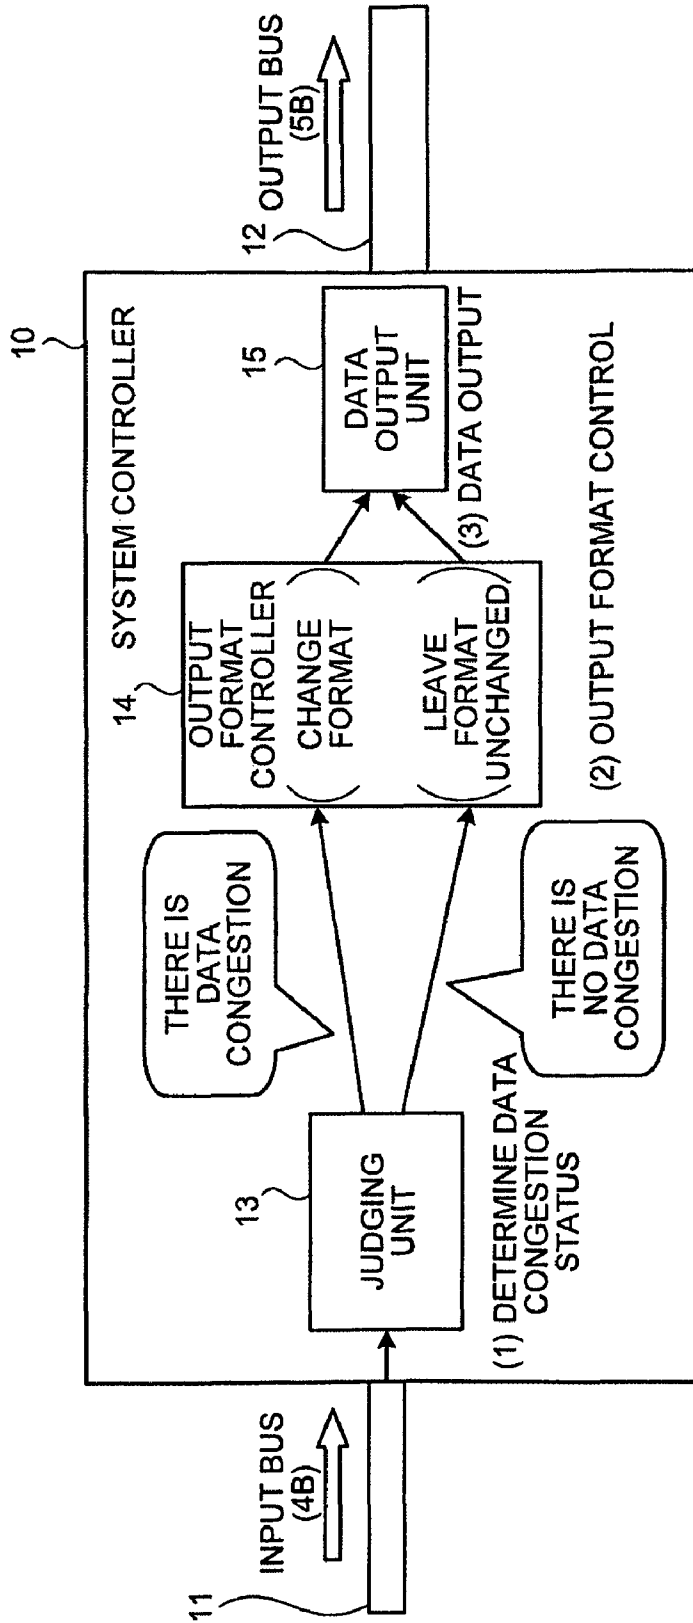 10
SYSTEM CONTROLLER
11
INPUT BUS
(4B)
13
JUDGING
UNIT
(1) DETERMINE DATA
CONGESTION
STATUS
THERE IS
DATA
CONGESTION
THERE IS
NO DATA
CONGESTION
14
OUTPUT
FORMAT
CONTROLLER
(CHANGE
FORMAT)
(LEAVE
FORMAT
UNCHANGED)
(2) OUTPUT FORMAT CONTROL
15
DATA
OUTPUT
UNIT
(3) DATA OUTPUT
12
OUTPUT BUS
(5B)